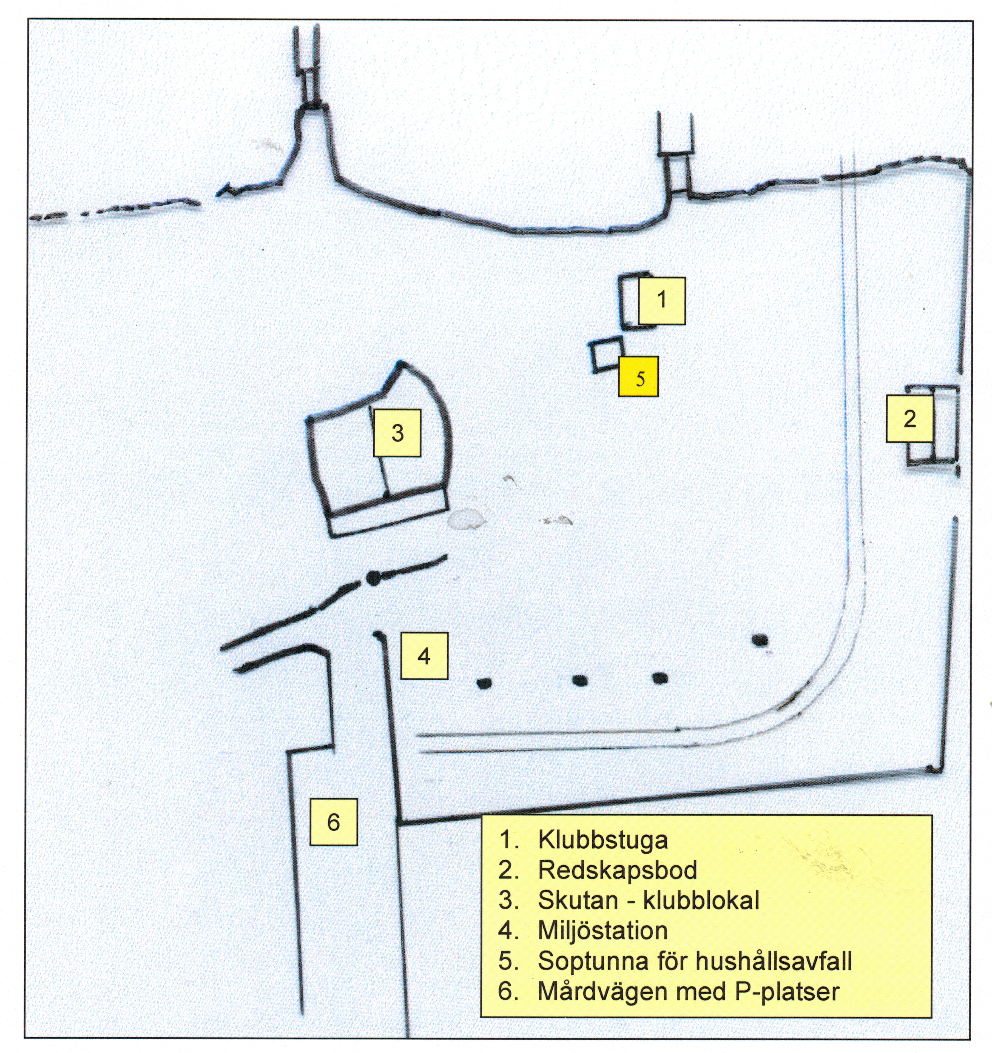 1
5
2
3
4
6
1. Klubbstuga
2. Redskapsbod
3. Skutan - klubblokal
4. Miljöstation
5. Soptunna för hushållsavfall
6. Mårdvägen med P-platser